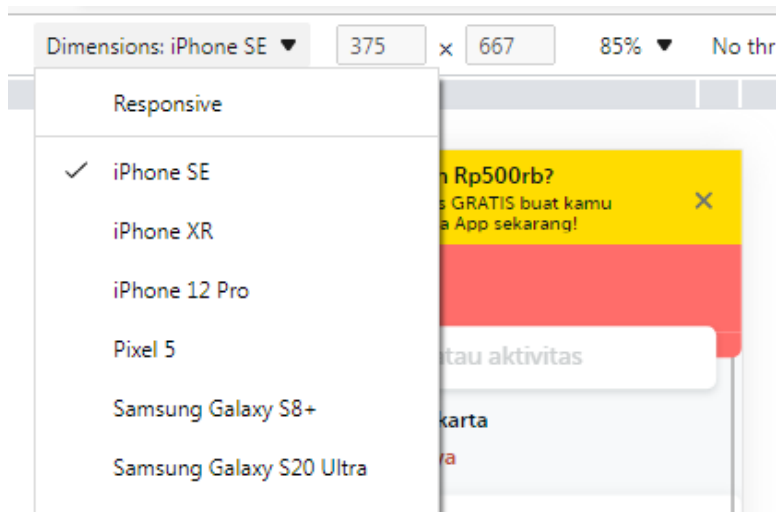 Dimensions: iPhone SE ▼ 375 × 667 85% ▼ No thr
Responsive
✓ iPhone SE
iPhone XR
iPhone 12 Pro
Pixel 5
Samsung Galaxy S8+
Samsung Galaxy S20 Ultra
Rp500rb?
GRATIS buat kamu
App sekarang!
tau aktivitas
karta
ya